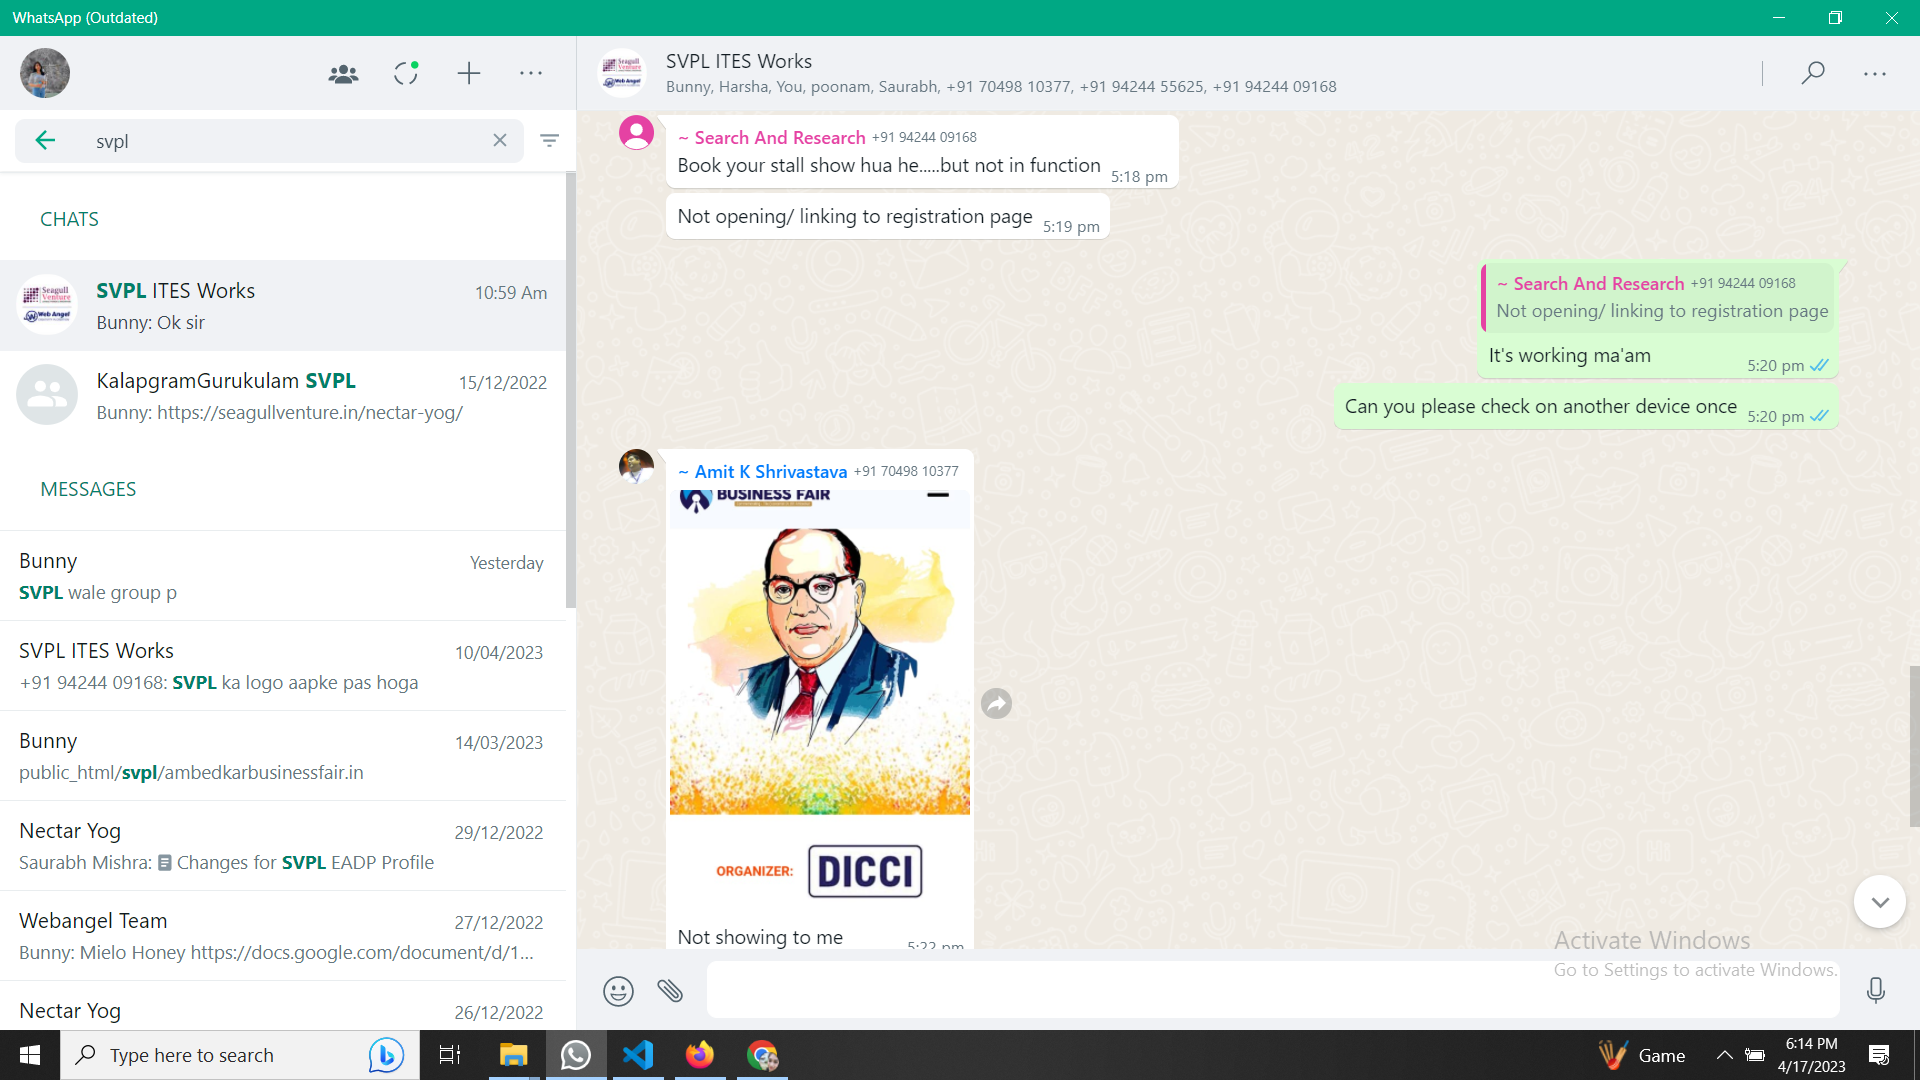 WhatsApp (Outdated)
svpl
CHATS
SVPL ITES Works
10:59 Am
Bunny: Ok sir
KalapgramGurukulam SVPL
15/12/2022
Bunny: https://seagullventure.in/nectar-yog/
MESSAGES
Bunny
Yesterday
SVPL wale group p
SVPL ITES Works
10/04/2023
+91 94244 09168: SVPL ka logo aapke pas hoga
Bunny
14/03/2023
public_html/svpl/ambedkarbusinessfair.in
Nectar Yog
29/12/2022
Saurabh Mishra: Changes for SVPL EADP Profile
Webangel Team
27/12/2022
Bunny: Mielo Honey https://docs.google.com/document/d/1...
Nectar Yog
26/12/2022
Seagull
Venture
Web Angel
SVPL ITES Works
Bunny, Harsha, You, poonam, Saurabh, +91 70498 10377, +91 94244 55625, +91 94244 09168
~ Search And Research +91 94244 09168
Book your stall show hua he.....but not in function
5:18 pm
Not opening/ linking to registration page
5:19 pm
~ Search And Research +91 94244 09168
Not opening/ linking to registration page
It's working ma'am
5:20 pm
Can you please check on another device once
5:20 pm
~ Amit K Shrivastava +91 70498 10377
BUSINESS FAIR
ORGANIZER: DICCI
Not showing to me
5:22 pm
Activate Windows
Go to Settings to activate Windows.
Type here to search
Game
6:14 PM
4/17/2023